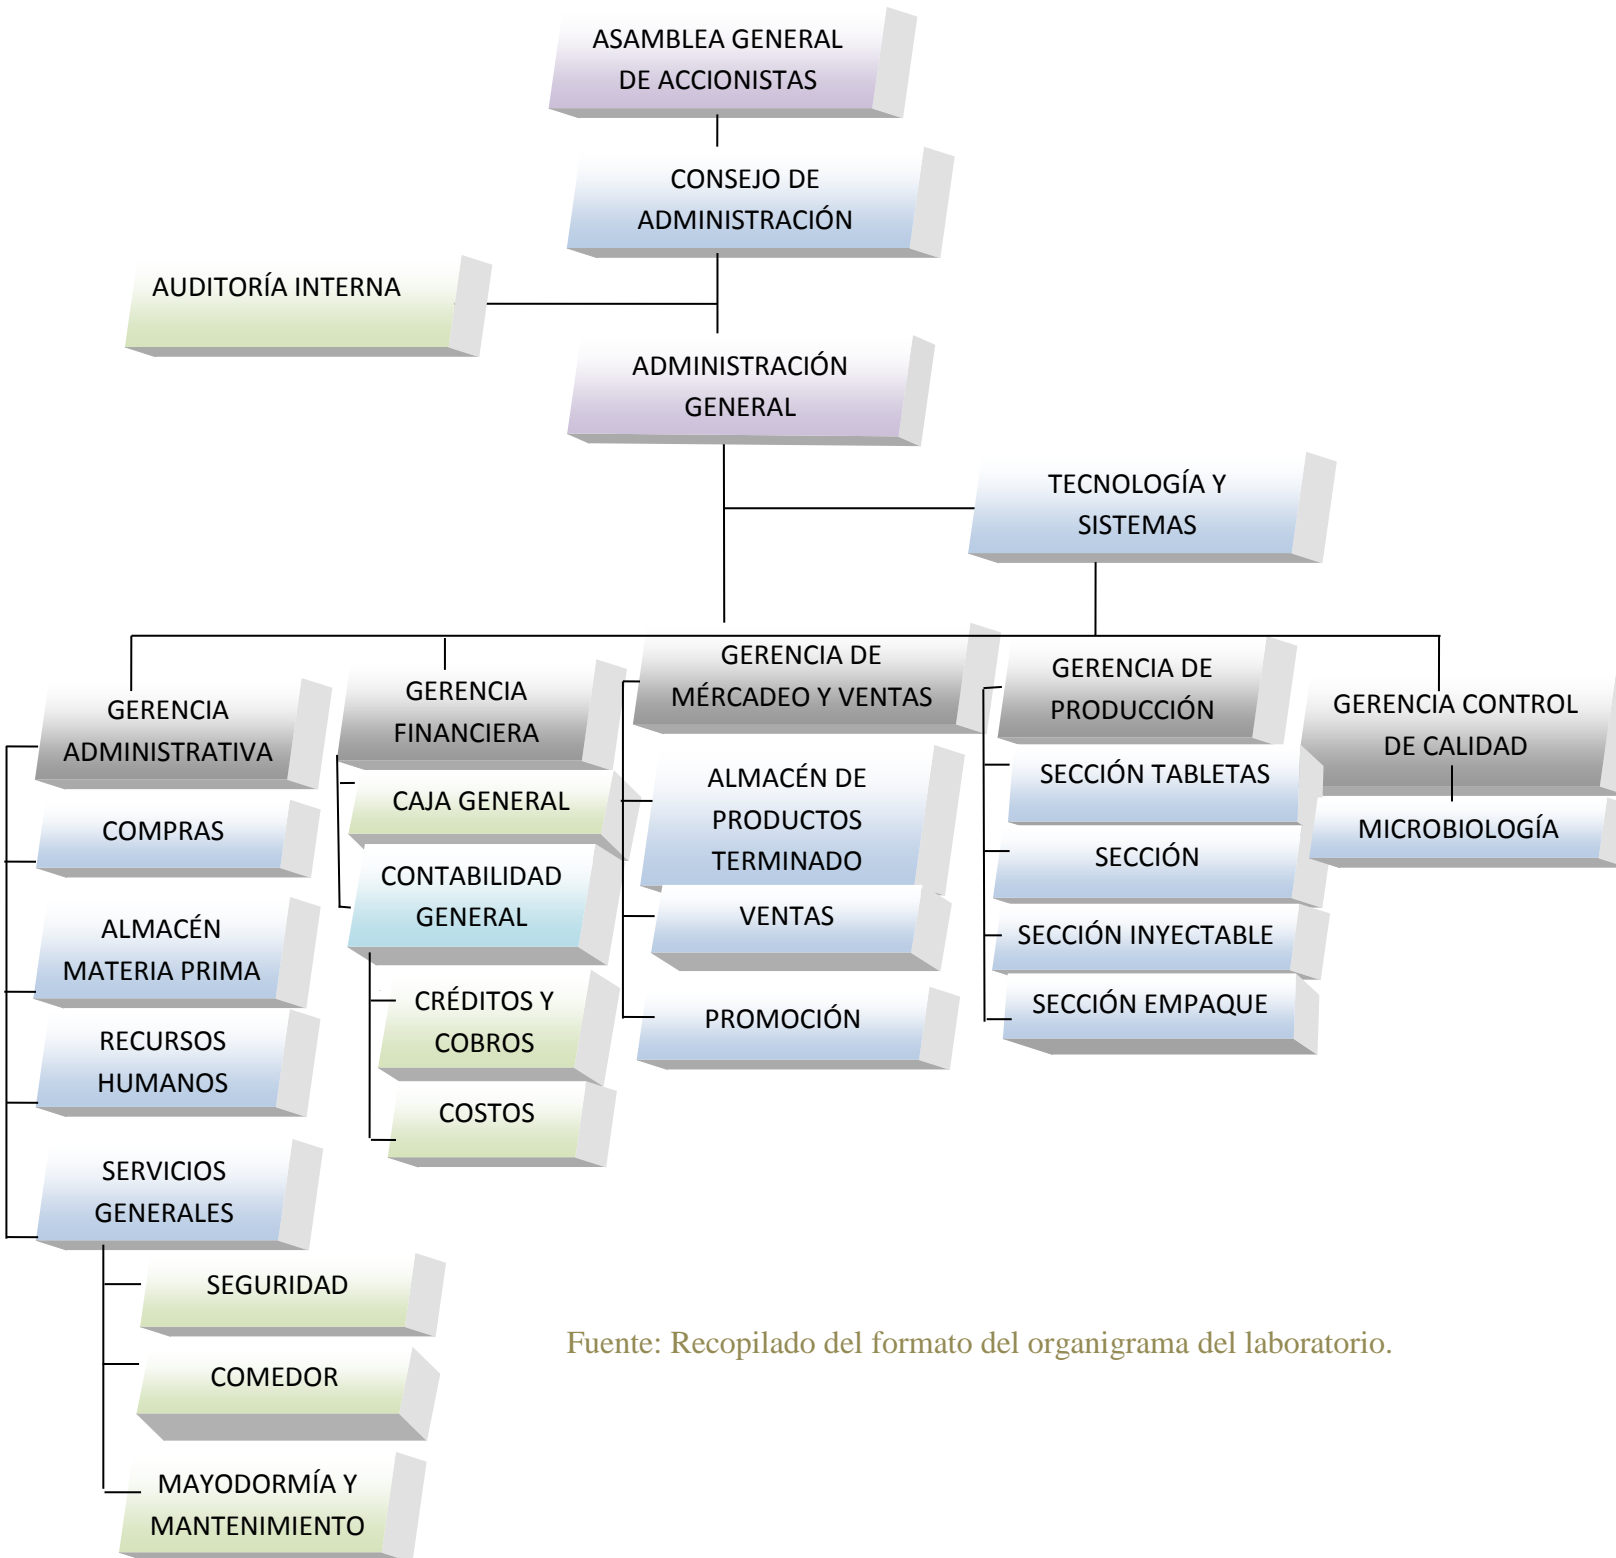 ASAMBLEA GENERAL
DE ACCIONISTAS
CONSEJO DE
ADMINISTRACIÓN
AUDITORÍA INTERNA
ADMINISTRACIÓN
GENERAL
TECNOLOGÍA Y
SISTEMAS
GERENCIA
ADMINISTRATIVA
COMPRAS
ALMACÉN
MATERIA PRIMA
RECURSOS
HUMANOS
SERVICIOS
GENERALES
SEGURIDAD
COMEDOR
MAYODORMÍA Y
MANTENIMIENTO
GERENCIA
FINANCIERA
CAJA GENERAL
CONTABILIDAD
GENERAL
CRÉDITOS Y
COBROS
COSTOS
GERENCIA DE
MÉRCADEO Y VENTAS
ALMACÉN DE
PRODUCTOS
TERMINADO
VENTAS
PROMOCIÓN
GERENCIA DE
PRODUCCIÓN
SECCIÓN TABLETAS
SECCIÓN
SECCIÓN INYECTABLE
SECCIÓN EMPAQUE
GERENCIA CONTROL
DE CALIDAD
MICROBIOLOGÍA
Fuente: Recopilado del formato del organigrama del laboratorio.